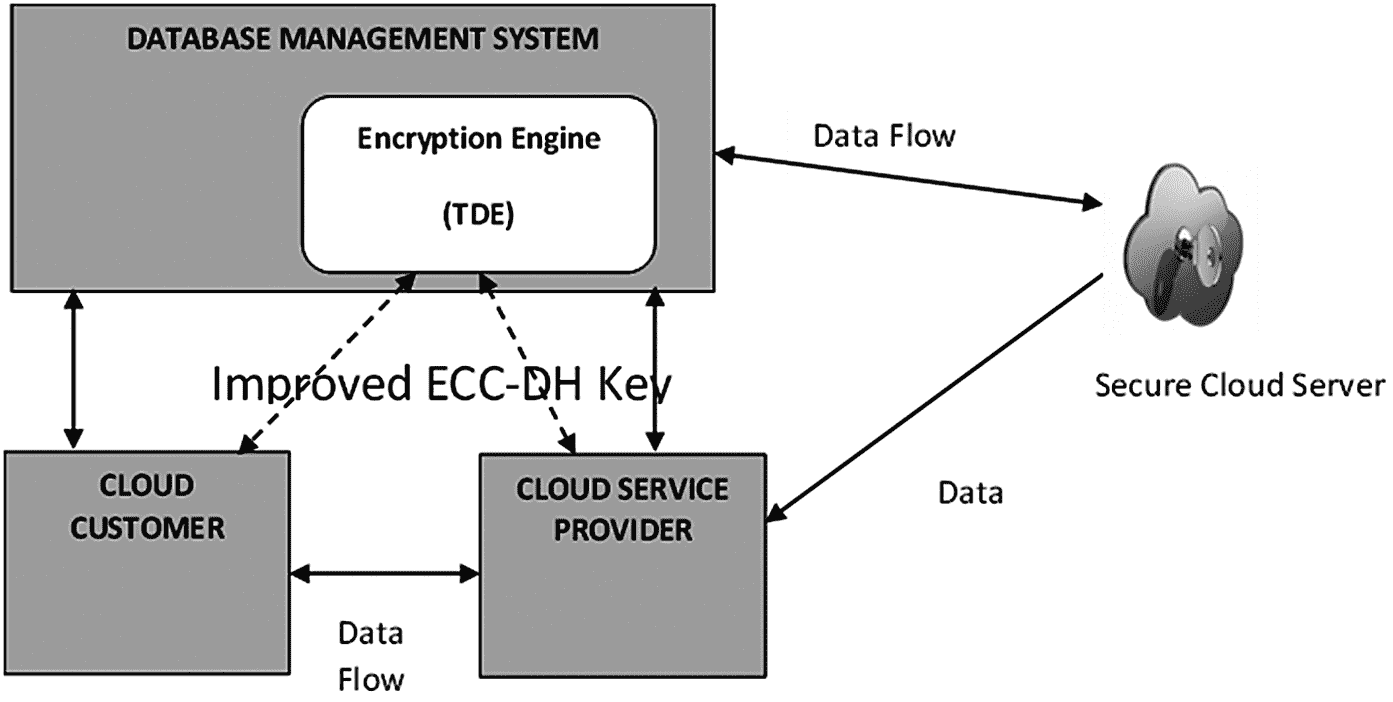 DATABASE MANAGEMENT SYSTEM
Encryption Engine
(TDE)
Data Flow
Improved ECC-DH Key
Secure Cloud Server
CLOUD
CUSTOMER
CLOUD SERVICE
PROVIDER
Data
Data
Flow